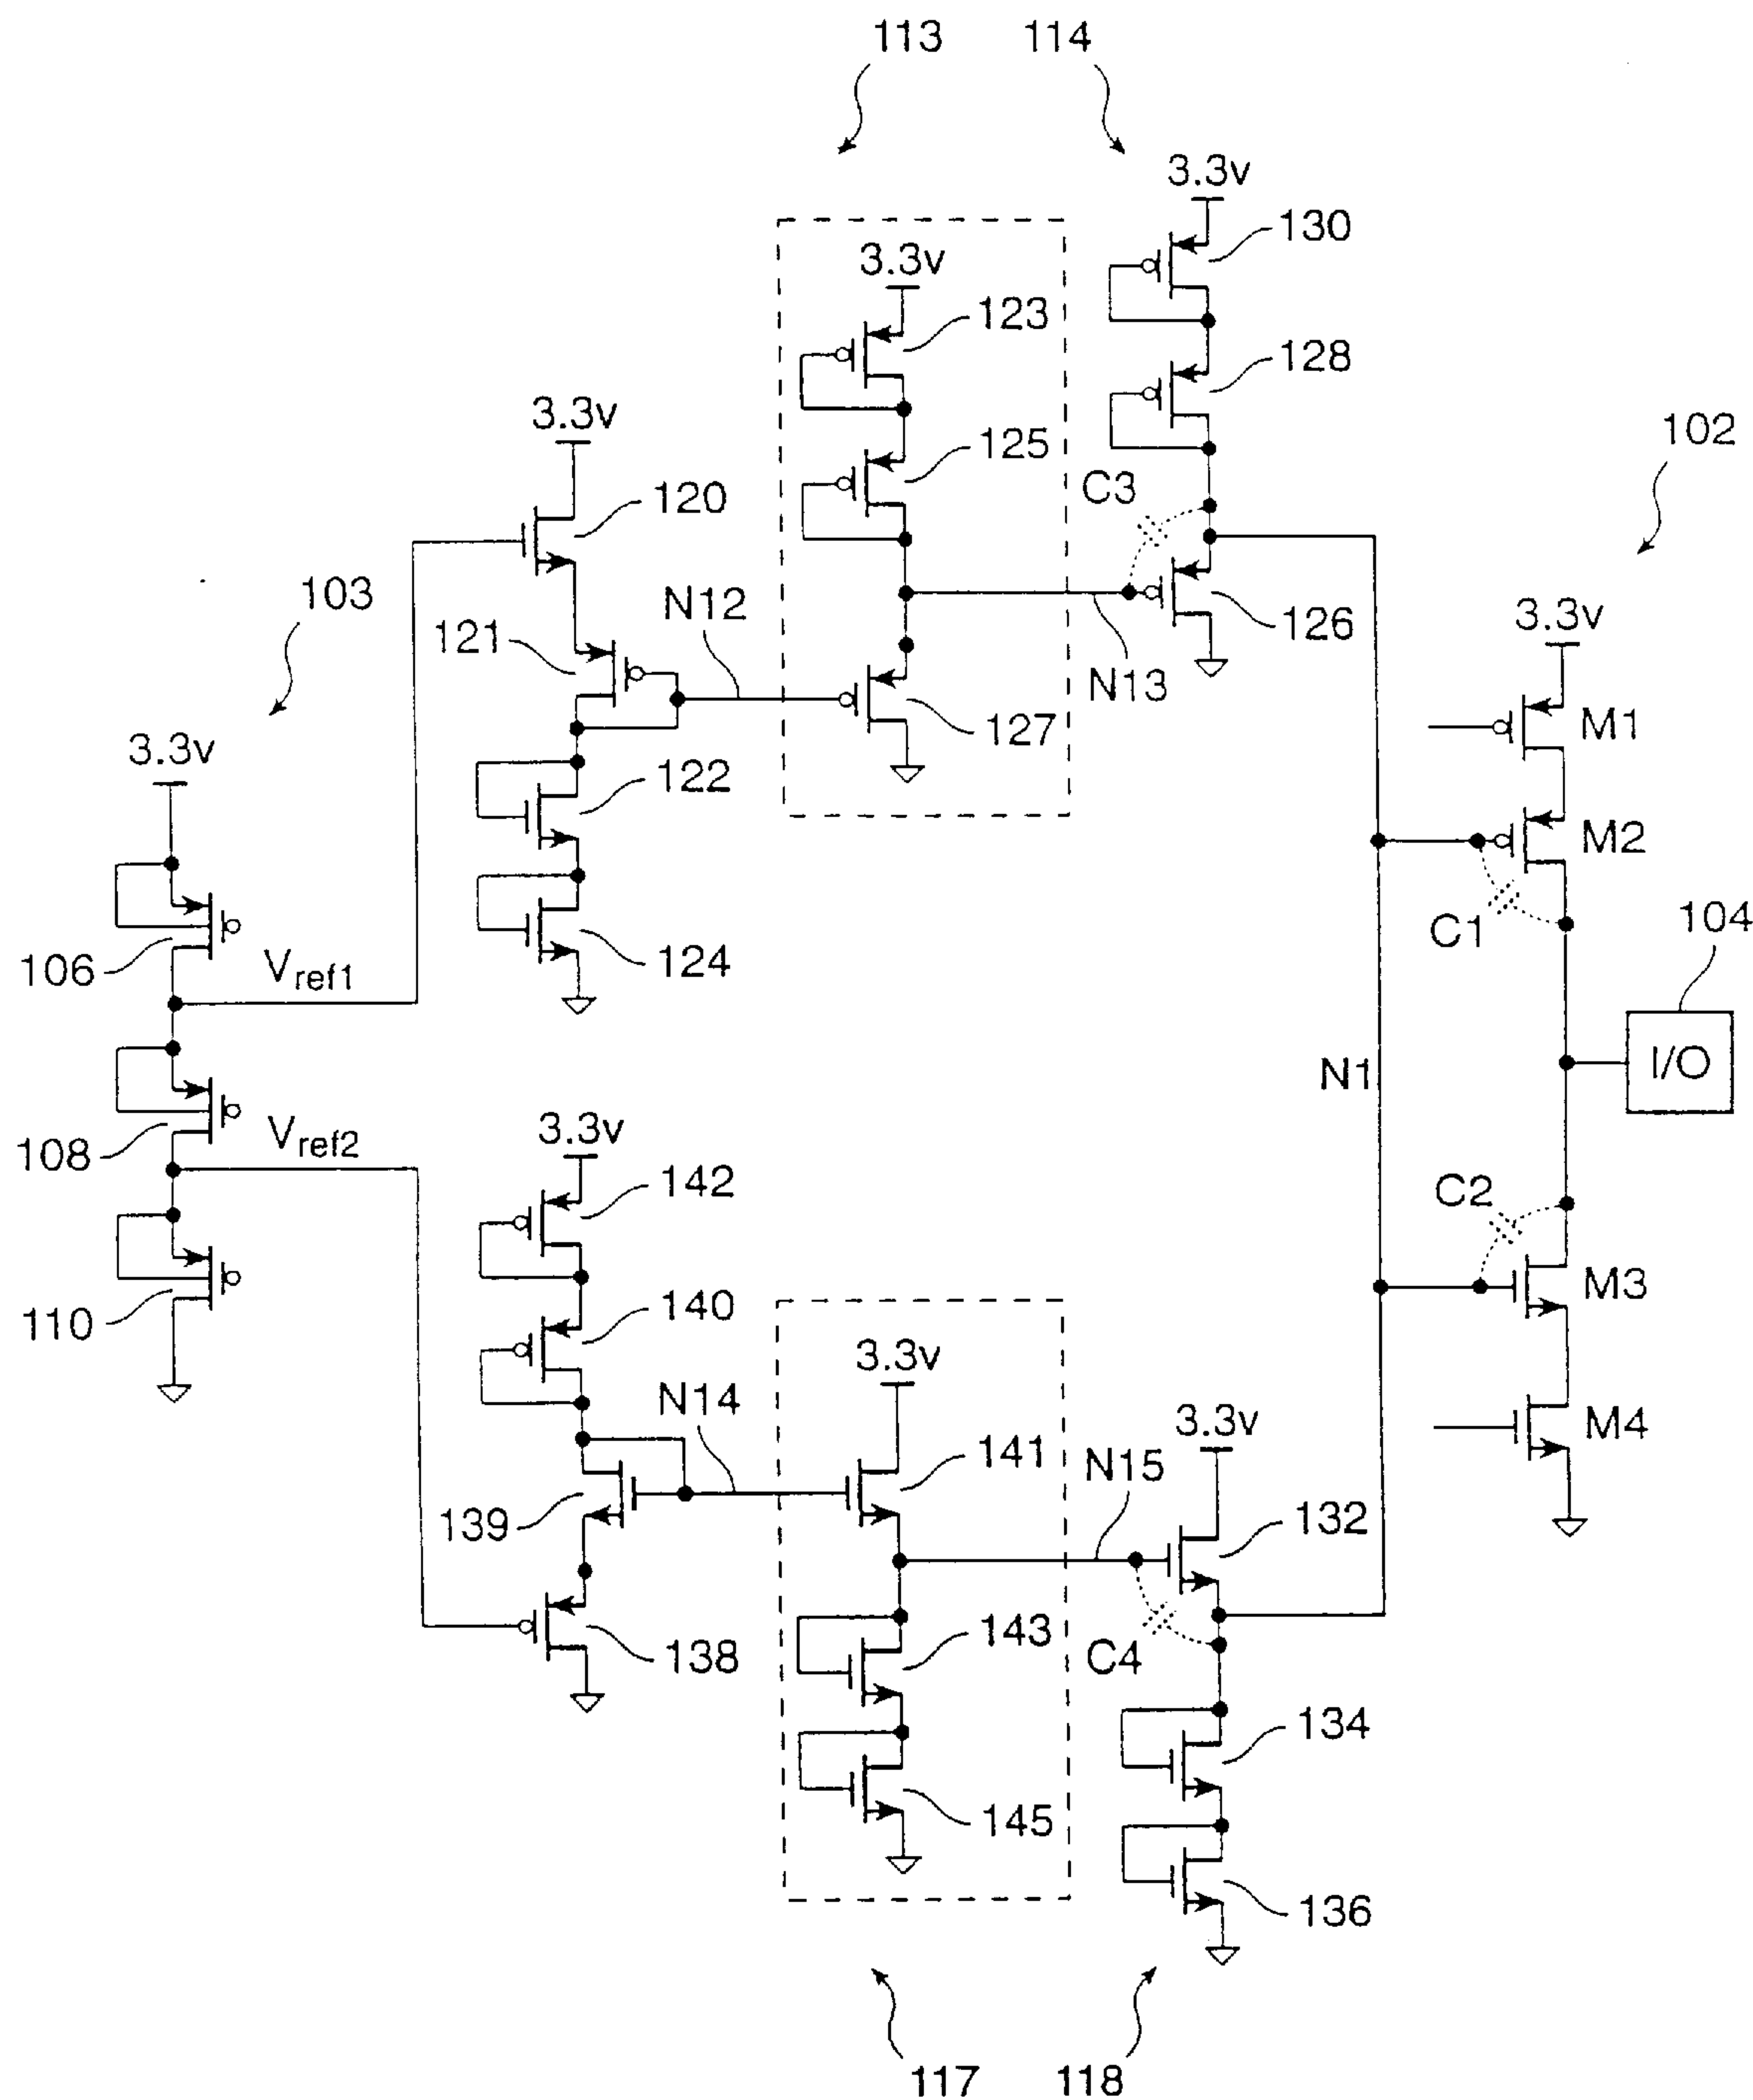 113
114
3.3v
130
3.3v
123
128
3.3v
102
125
C3
120
103
N12
126
3.3v
121
N13
M1
3.3v
127
122
M2
104
C1
106
Vref1
124
I/O
N1
3.3v
108
Vref2
142
C2
M3
110
140
3.3v
N14
3.3v
M4
141
N15
139
132
143
C4
138
134
145
136
117
118